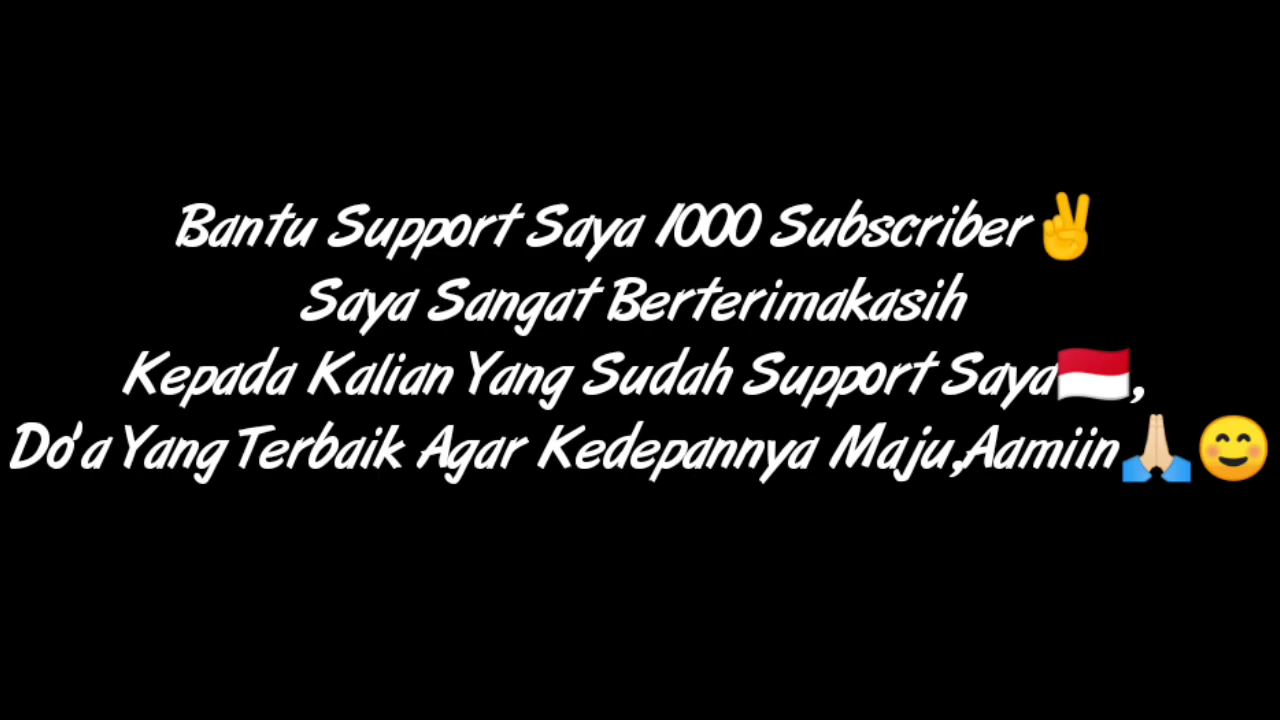 Bantu Support Saya 1000 Subscriber✌️
Saya Sangat Berterimakasih
Kepada Kalian Yang Sudah Support Saya🇮🇩,
Do'a Yang Terbaik Agar Kedepannya Maju,Aamiin🙏🏻😊